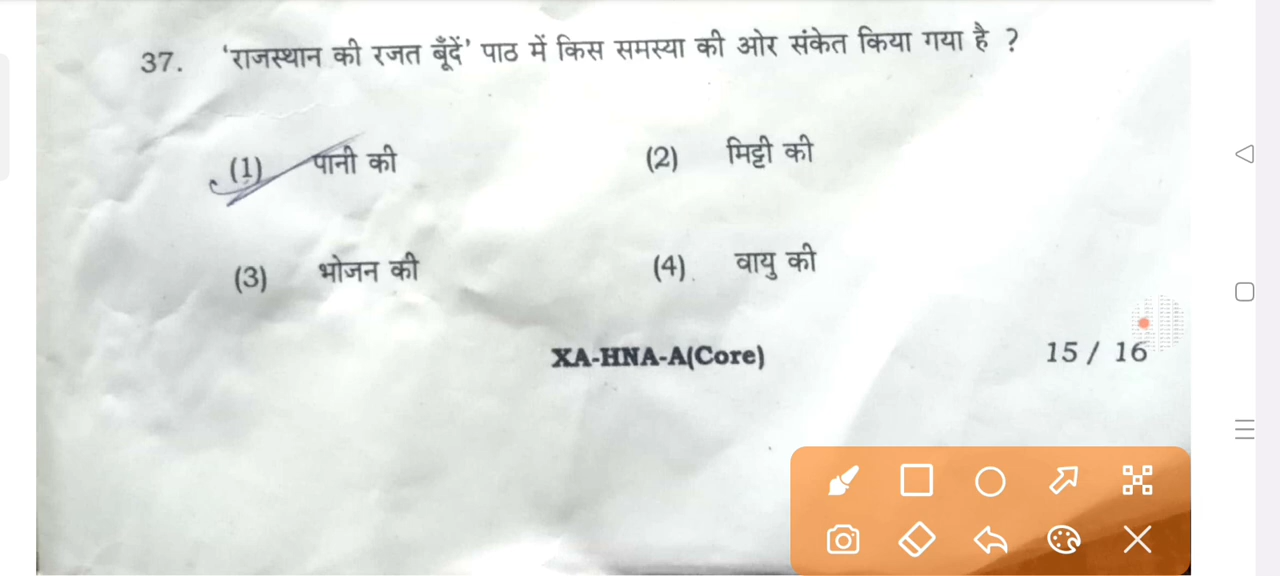 37. ‘राजस्थान की रजत बूँदें’ पाठ में किस समस्या की ओर संकेत किया गया है ?
(1) पानी की (2) मिट्टी की
(3) भोजन की (4) वायु की
XA-HNA-A(Core) 15 / 16